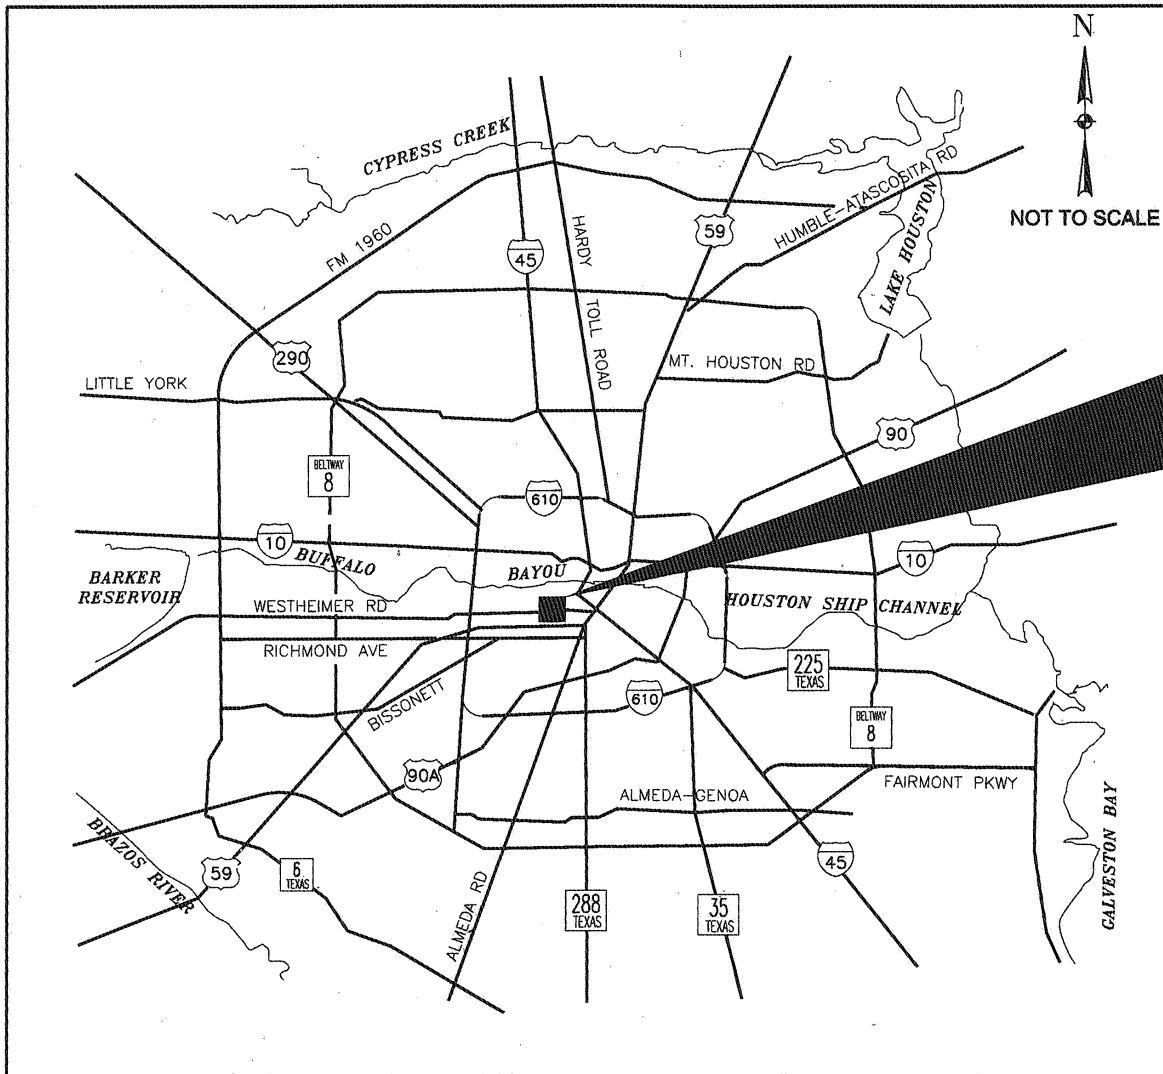 N
NOT TO SCALE
CYPRESS CREEK
HUMBLE-ATASCOSITA RD
59
FM 1960
45
HARDY
TOLL ROAD
LAKE HOUSTON
290
MT. HOUSTON RD
LITTLE YORK
90
BELTWAY
8
610
10
BUFFALO
BAYOU
10
BARKER
RESERVOIR
WESTHEIMER RD
HOUSTON SHIP CHANNEL
RICHMOND AVE
225
TEXAS
BISSONETT
610
BELTWAY
8
90A
FAIRMONT PKWY
ALMEDA-GENOA
BRAZOS RIVER
59
6
TEXAS
45
GALVESTON BAY
ALMEDA RD
288
TEXAS
35
TEXAS